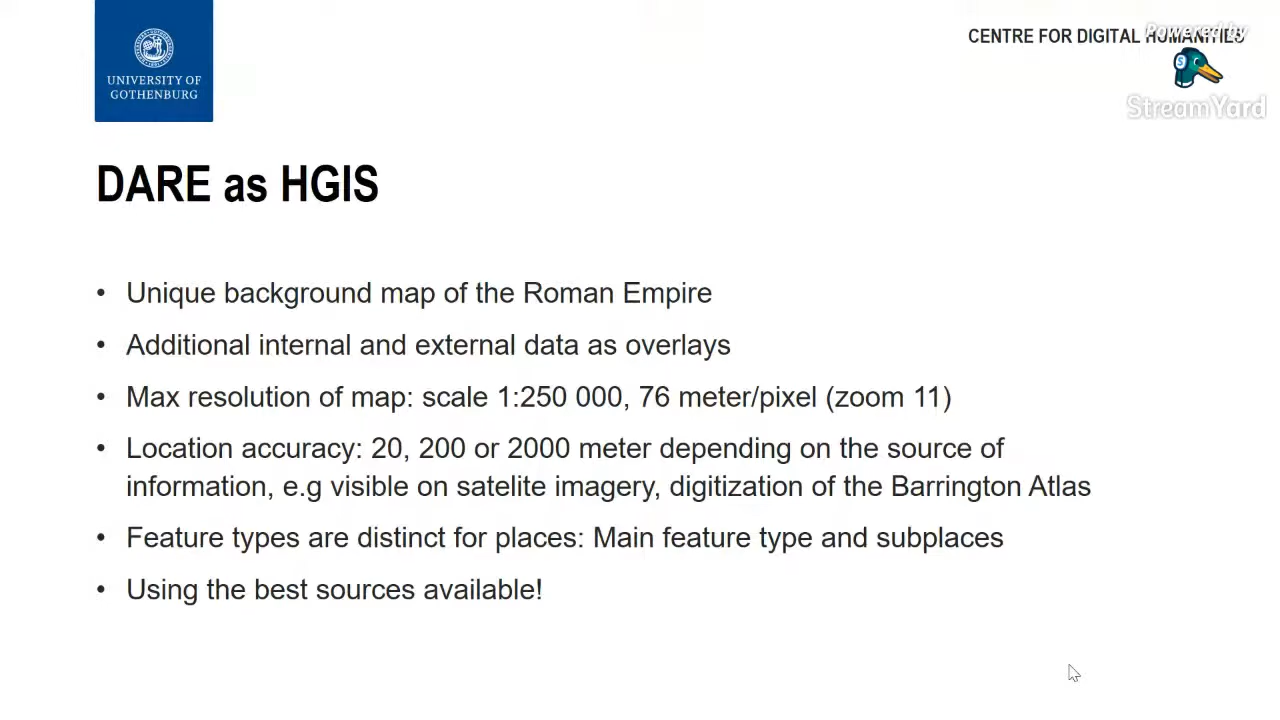 CENTRE FOR DIGITAL HUMANITIES
Powered by
StreamYard
UNIVERSITY OF
GOTHENBURG
DARE as HGIS
• Unique background map of the Roman Empire
• Additional internal and external data as overlays
• Max resolution of map: scale 1:250 000, 76 meter/pixel (zoom 11)
• Location accuracy: 20, 200 or 2000 meter depending on the source of
information, e.g visible on satelite imagery, digitization of the Barrington Atlas
• Feature types are distinct for places: Main feature type and subplaces
• Using the best sources available!